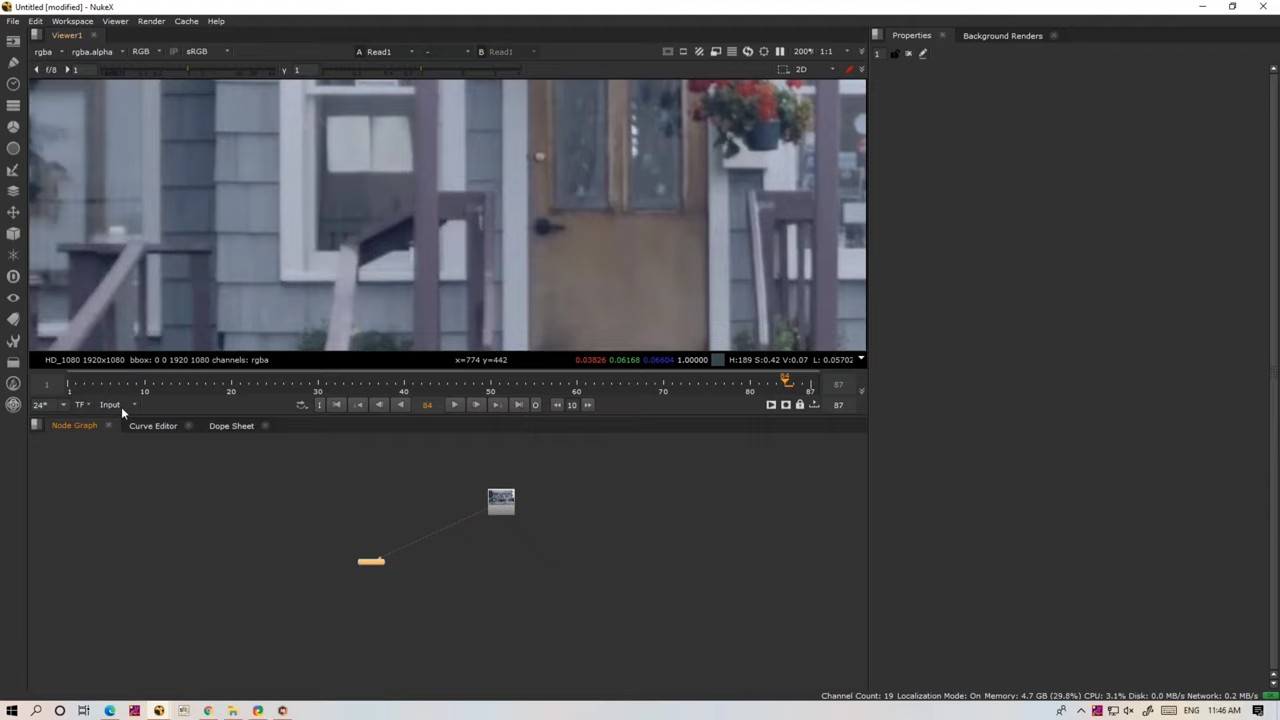 Untitled [modified] - NukeX
File Edit Workspace Viewer Render Cache Help
Viewer1
Properties
Background Renders
rgba rgba.alpha RGB IP sRGB A Read1 - B Read1 200% 1:1
1
f/8 1 Y 1 2D
HD_1080 1920x1080 bbox: 0 0 1920 1080 channels: rgba x=774 y=442 0.03826 0.06168 0.06604 1.00000 H:189 S:0.42 V:0.07 L: 0.05702
84
1 87
1 10 20 30 40 50 87
24* TF Input I 84 O 10 87
Node Graph Curve Editor Dope Sheet
Channel Count: 19 Localization Mode: On Memory: 4.7 GB (29.8%) CPU: 3.1% Disk: 0.0 MB/s Network: 0.2 MB/s
ENG 11:46 AM